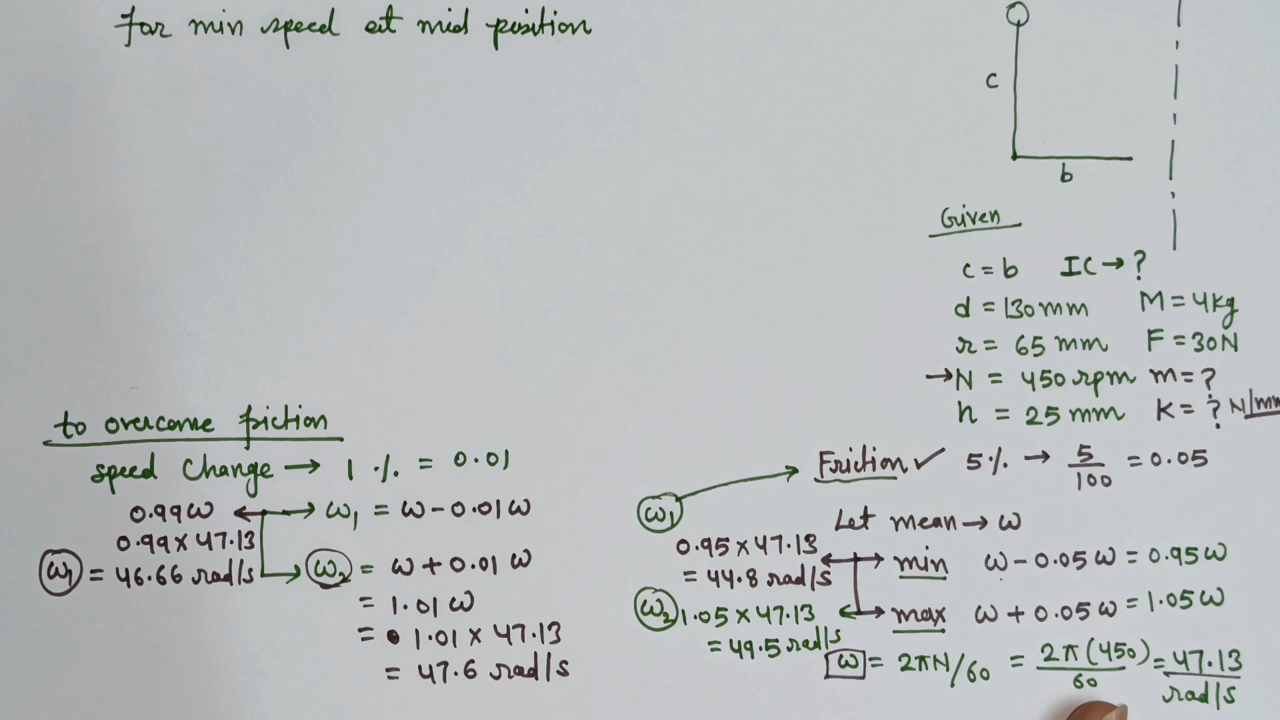 for min speed at mid position
c
b
Given
c = b IC → ?
d = 130 mm M = 4 kg
r = 65 mm F = 30 N
→ N = 450 rpm m = ?
h = 25 mm K = ? N/mm
to overcome friction
speed change → 1 % = 0.01
0.99ω ↔ ω₁ = ω - 0.01ω
0.99 x 47.13
ω₁ = 46.66 rad/s → ω₂ = ω + 0.01 ω
= 1.01 ω
= 1.01 x 47.13
= 47.6 rad/s
Friction ✓ 5 % → 5/100 = 0.05
ω₁
Let mean → ω
0.95 x 47.13 ↔ min ω - 0.05ω = 0.95ω
= 44.8 rad/s
ω₂ 1.05 x 47.13 ↔ max ω + 0.05ω = 1.05ω
= 49.5 rad/s
ω = 2πN/60 = 2π(450)/60 = 47.13 rad/s